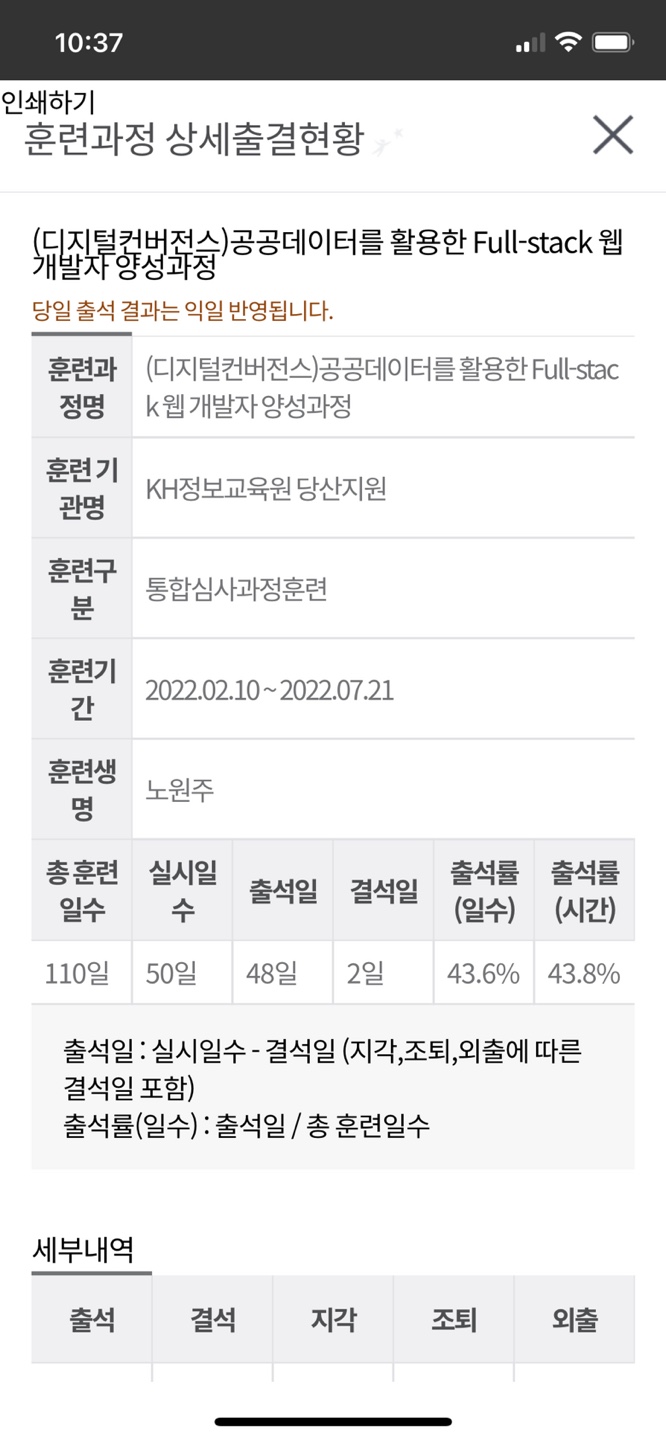 10:37
인쇄하기
훈련과정 상세출결현황
(디지털컨버전스)공공데이터를 활용한 Full-stack 웹
개발자 양성과정
당일 출석 결과는 익일 반영됩니다.
훈련과
정명
(디지털컨버전스)공공데이터를 활용한 Full-stac
k 웹 개발자 양성과정
훈련 기
관명
KH정보교육원 당산지원
훈련구
분
통합심사과정훈련
훈련기
간
2022.02.10 ~ 2022.07.21
훈련생
명
노원주
총 훈련
일수
실시일
수
출석일
결석일
출석률
(일수)
출석률
(시간)
110일
50일
48일
2일
43.6%
43.8%
출석일 : 실시일수 - 결석일 (지각,조퇴,외출에 따른
결석일 포함)
출석률(일수) : 출석일 / 총 훈련일수
세부내역
출석
결석
지각
조퇴
외출